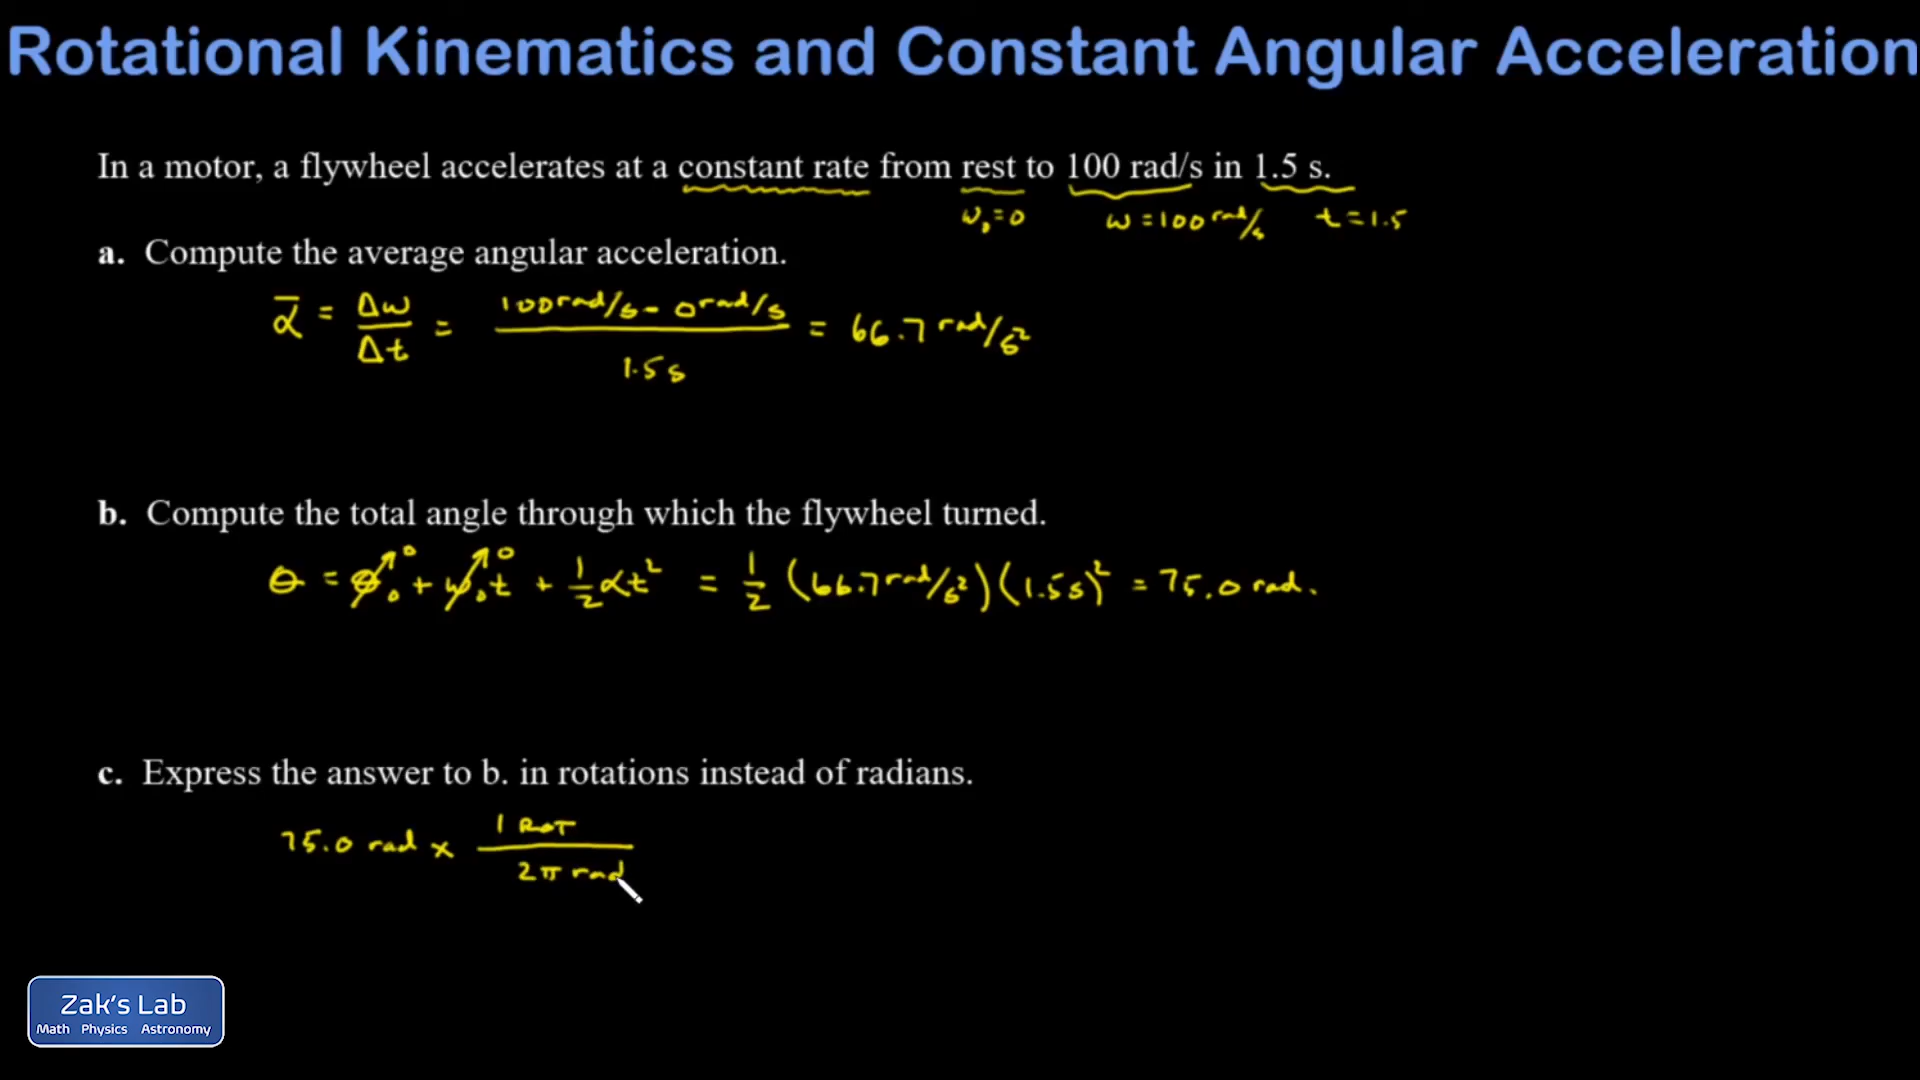 Rotational Kinematics and Constant Angular Acceleration
In a motor, a flywheel accelerates at a constant rate from rest to 100 rad/s in 1.5 s.
ω₀=0 ω=100 rad/s t=1.5
a. Compute the average angular acceleration.
ᾱ = Δω/Δt = (100 rad/s - 0 rad/s)/1.5 s = 66.7 rad/s²
b. Compute the total angle through which the flywheel turned.
θ = θ₀ ↗ 0 + ω₀t ↗ 0 + 1/2 αt² = 1/2 (66.7 rad/s²)(1.5 s)² = 75.0 rad.
c. Express the answer to b. in rotations instead of radians.
75.0 rad × 1 ROT/2π rad
Zak's Lab
Math Physics Astronomy